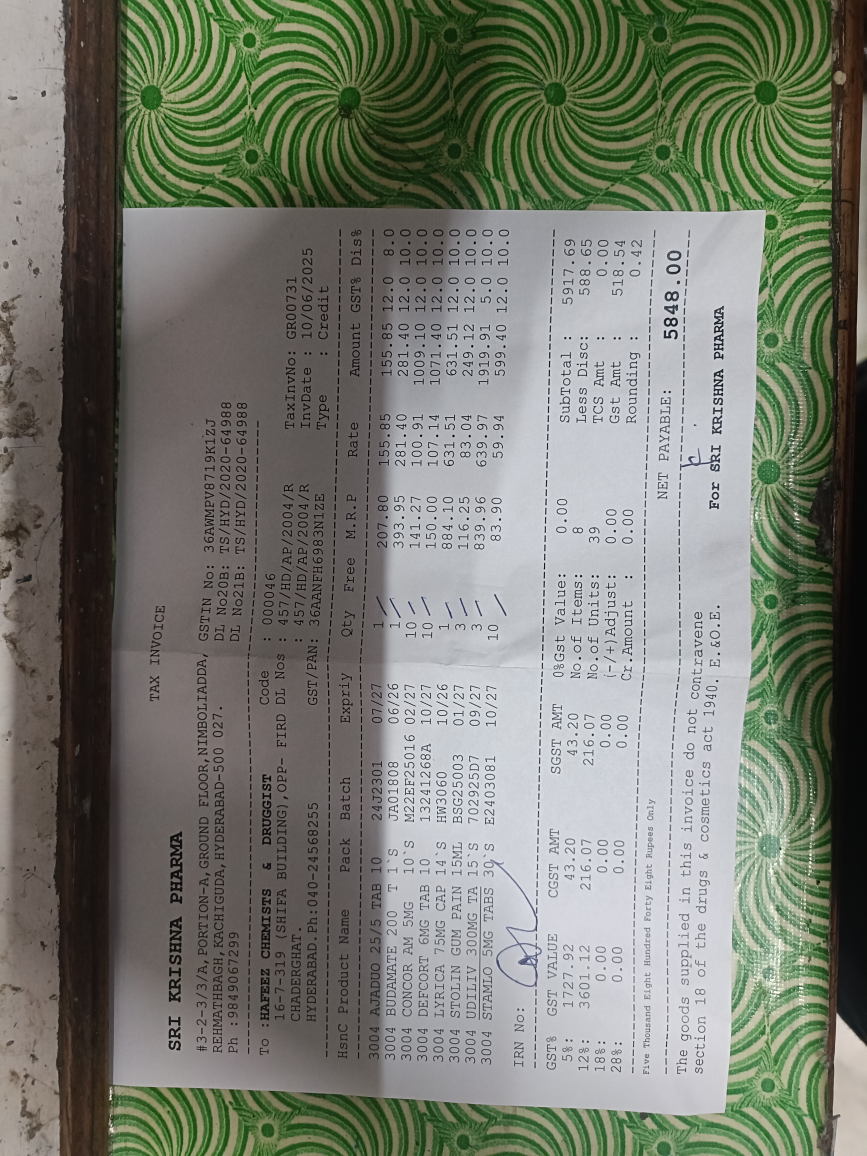 TAX INVOICE
SRI KRISHNA PHARMA
#3-2-3/3/A,PORTION-A,GROUND FLOOR,NIMBOLIADDA, GSTIN No: 36AWMPV8719K1ZJ
REHMATHBAGH,KACHIGUDA,HYDERABAD-500 027. DL No20B: TS/HYD/2020-64988
Ph :9849067299 DL No21B: TS/HYD/2020-64988
To :HAFEEZ CHEMISTS & DRUGGIST Code : 000046 TaxInvNo: GR00731
16-7-319 (SHIFA BUILDING),OPP- FIRD DL Nos : 457/HD/AP/2004/R InvDate : 10/06/2025
CHADERGHAT. : 457/HD/AP/2004/R Type : Credit
HYDERABAD.Ph:040-24568255 GST/PAN: 36AANFH6983N1ZE
HsnC Product Name Pack Batch Expriy Qty Free M.R.P Rate Amount GST% Dis%
3004 AJADUO 25/5 TAB 10 24J2301 07/27 1 207.80 155.85 155.85 12.0 8.0
3004 BUDAMATE 200 T 1`S JA01808 06/26 1 393.95 281.40 281.40 12.0 10.0
3004 CONCOR AM 5MG 10`S M22EF25016 02/27 10 141.27 100.91 1009.10 12.0 10.0
3004 DEFCORT 6MG TAB 10 13241268A 10/27 10 150.00 107.14 1071.40 12.0 10.0
3004 LYRICA 75MG CAP 14`S HW3060 10/26 1 884.10 631.51 631.51 12.0 10.0
3004 STOLIN GUM PAIN 15ML BSG25003 01/27 3 116.25 83.04 249.12 12.0 10.0
3004 UDILIV 300MG TA 15`S 702925D7 09/27 3 839.96 639.97 1919.91 5.0 10.0
3004 STAMLO 5MG TABS 30`S E2403081 10/27 10 83.90 59.94 599.40 12.0 10.0
IRN No:
GST% GST VALUE CGST AMT SGST AMT 0%Gst Value: 0.00 SubTotal : 5917.69
5%: 1727.92 43.20 43.20 No.of Items: 8 Less Disc: 588.65
12%: 3601.12 216.07 216.07 No.of Units: 39 TCS Amt : 0.00
18%: 0.00 0.00 0.00 (-/+)Adjust: 0.00 Gst Amt : 518.54
28%: 0.00 0.00 0.00 Cr.Amount : 0.00 Rounding : 0.42
Five Thousand Eight Hundred Forty Eight Rupees Only NET PAYABLE: 5848.00
The goods supplied in this invoice do not contravene
section 18 of the drugs & cosmetics act 1940. E.&O.E. For SRI KRISHNA PHARMA